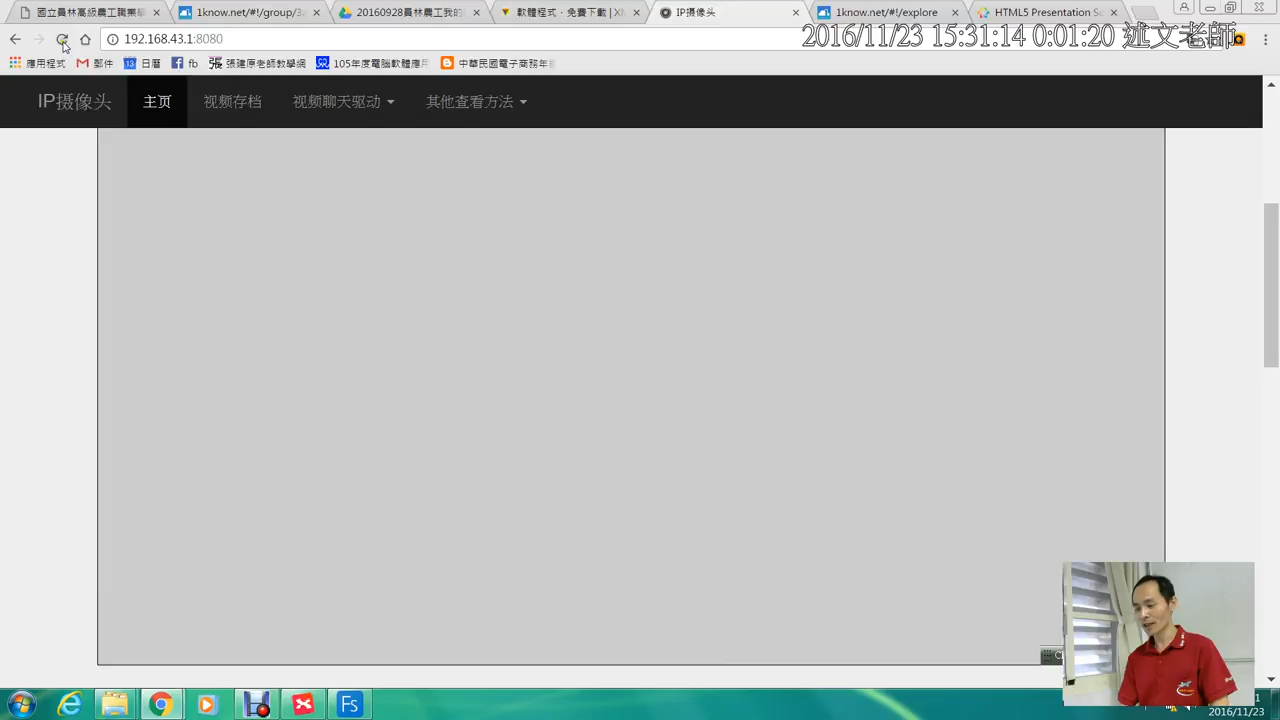 國立員林高級農工職業學
1know.net/#!/group/3
20160928員林農工我的
軟體程式 - 免費下載 | XM
IP摄像头
1know.net/#!/explore
HTML5 Presentation S
192.168.43.1:8080
2016/11/23 15:31:14 0:01:20 述文老師
應用程式
郵件
13
日曆
fb
張建原老師教學網
105年度電腦軟體應用
中華民國電子商務年
IP摄像头
主页
视频存档
视频聊天驱动
其他查看方法
Fs
2016/11/23